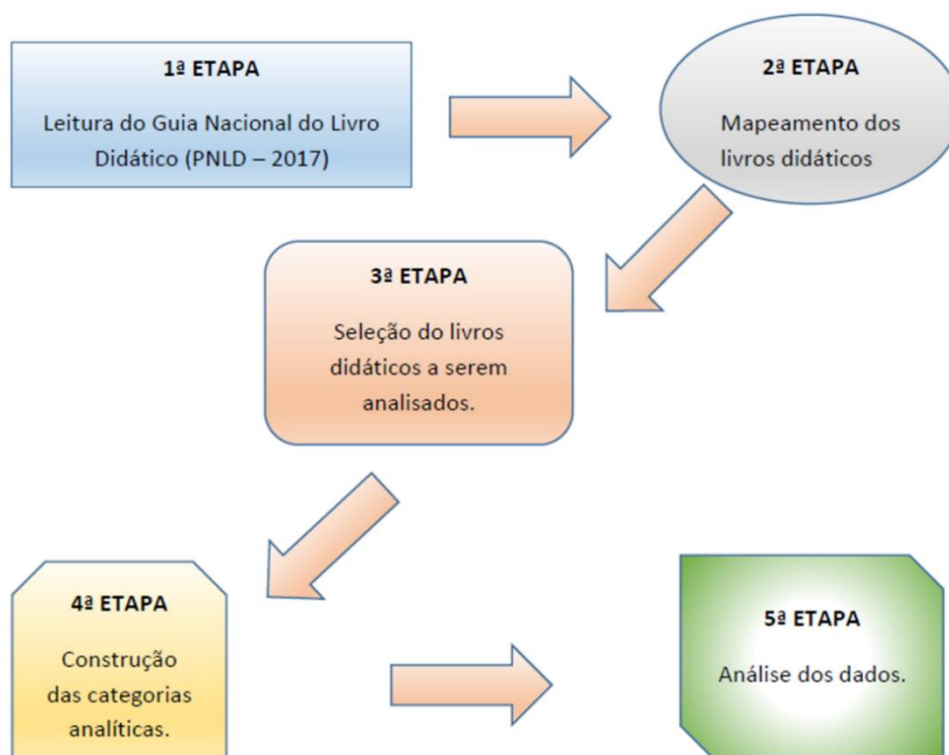 1ª ETAPA
Leitura do Guia Nacional do Livro
Didático (PNLD – 2017)
2ª ETAPA
Mapeamento dos
livros didáticos
3ª ETAPA
Seleção do livros
didáticos a serem
analisados.
4ª ETAPA
Construção
das categorias
analíticas.
5ª ETAPA
Análise dos dados.